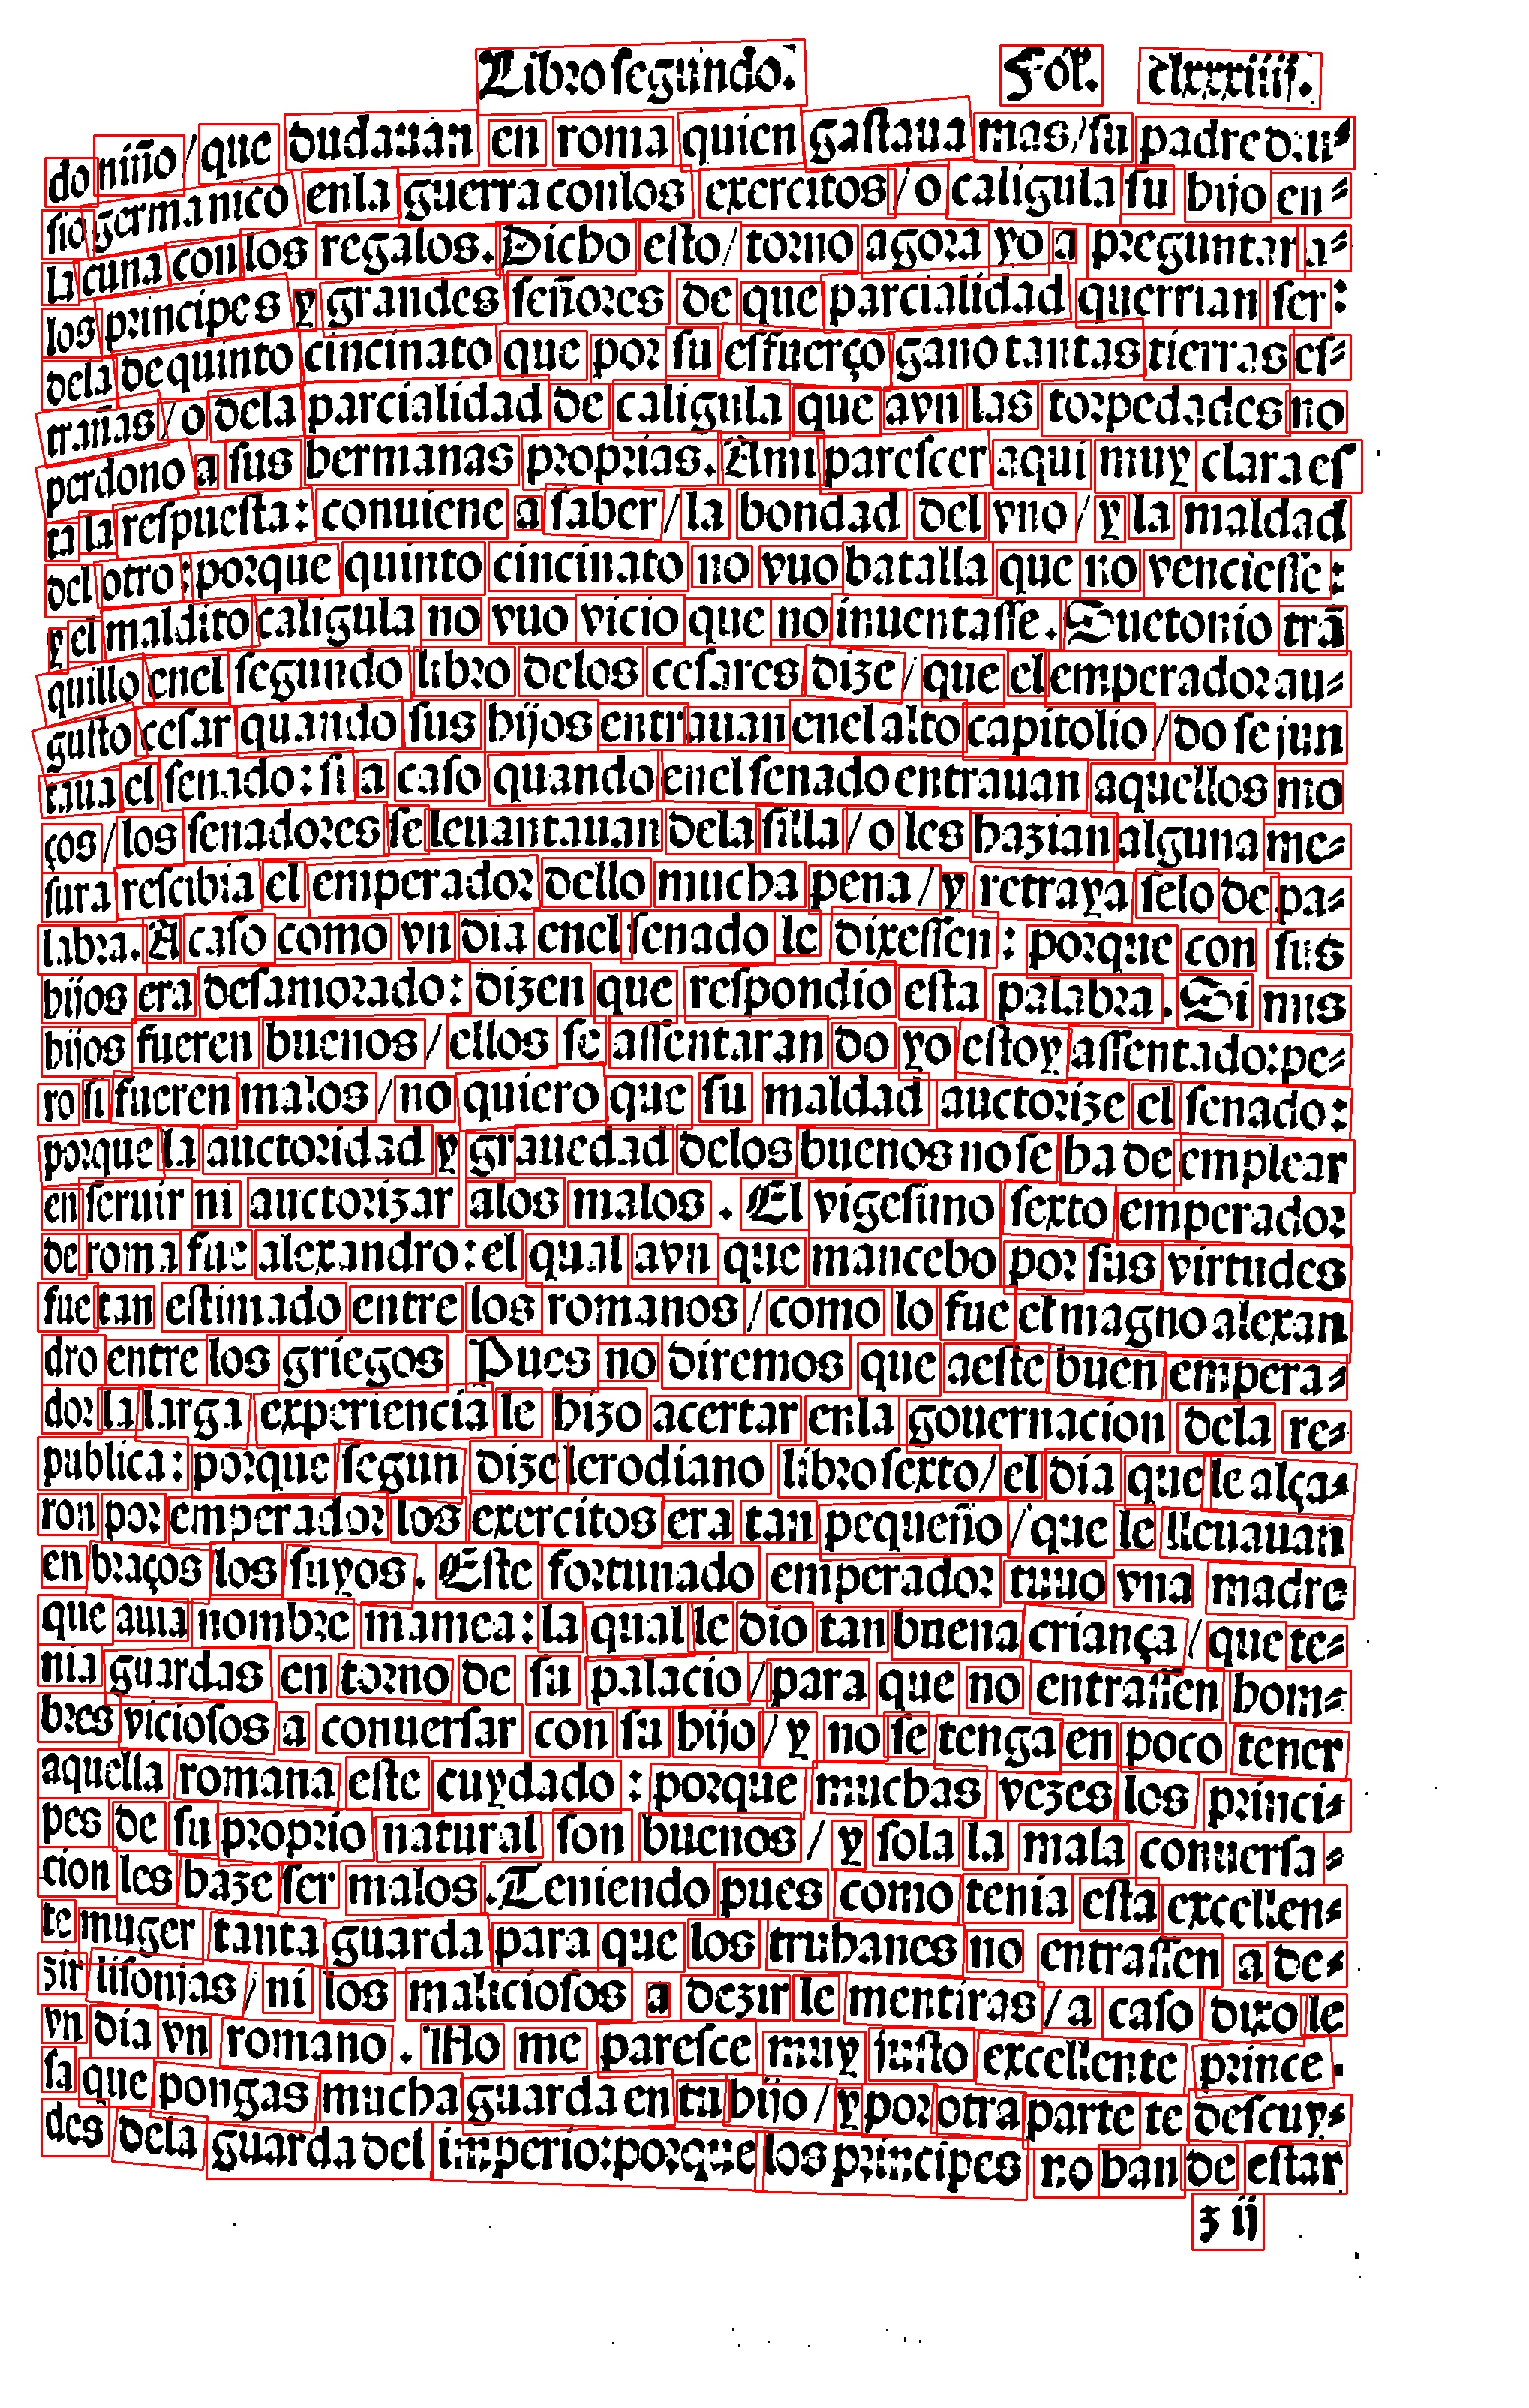 Libro segundo. Fol. clxxxiiij.
do niño / que dudauan en roma quien gastaua mas / su padre dru⸗
sio germanico enla guerra conlos exercitos / o caligula su hijo en⸗
la cuna con los regalos. Dicho esto / torno agora yo a preguntar a⸗
los principes y grandes señores de que parcialidad querrian ser:
dela de quinto cincinato que por su esfuerço gano tantas tierras es⸗
trañas / o dela parcialidad de caligula que avn las torpedades no
perdono a sus hermanas proprias. Ami parescer aqui muy clara es
ta la respuesta: conuiene a saber / la bondad del vno / y la maldad
del otro: porque quinto cincinato no vuo batalla que no venciesse:
y el maldito caligula no vuo vicio que no inuentasse. Suetonio trã
quillo enel segundo libro delos cesares dize / que el emperador au⸗
gusto cesar quando sus hijos entrauan enel alto capitolio / do se jun
taua el senado: si a caso quando enel senado entrauan aquellos mo
ços / los senadores se leuantauan dela silla / o les hazian alguna me⸗
sura rescibia el emperador dello mucha pena / y retraya selo de pa⸗
labra. A caso como vn dia enel senado le dixessen: porque con sus
hijos era desamorado: dizen que respondio esta palabra. Si mis
hijos fueren buenos / ellos se assentaran do yo estoy assentado: pe⸗
ro si fueren malos / no quiero que su maldad auctorize el senado:
porque la auctoridad y grauedad delos buenos no se ha de emplear
en seruir ni auctorizar alos malos. El vigesimo sexto emperador
de roma fue alexandro: el qual avn que mancebo por sus virtudes
fue tan estimado entre los romanos / como lo fue el magno alexan
dro entre los griegos Pues no diremos que aeste buen empera⸗
dor la larga experiencia le hizo acertar enla gouernacion dela re⸗
publica: porque segun dize herodiano libro sexto / el dia que le alça⸗
ron por emperador los exercitos era tan pequeño / que le lleuauan
en braços los suyos. Este fortunado emperador tuuo vna madre
que auia nombre mamea: la qual le dio tan buena criança / que te⸗
nia guardas en torno de su palacio / para que no entrassen hom⸗
bres viciosos a conuersar con su hijo / y no se tenga en poco tener
aquella romana este cuydado: porque muchas vezes los princi⸗
pes de su proprio natural son buenos / y sola la mala conuersa⸗
cion les haze ser malos. Teniendo pues como tenia esta excellen⸗
te muger tanta guarda para que los truhanes no entrassen a de⸗
zir lisonjas / ni los maliciosos a dezir le mentiras / a caso dixo le
vn dia vn romano. No me paresce muy justo excellente prince.
sa que pongas mucha guarda en tu hijo / y por otra parte te descuy⸗
des dela guarda del imperio: porque los principes no han de estar
z ij